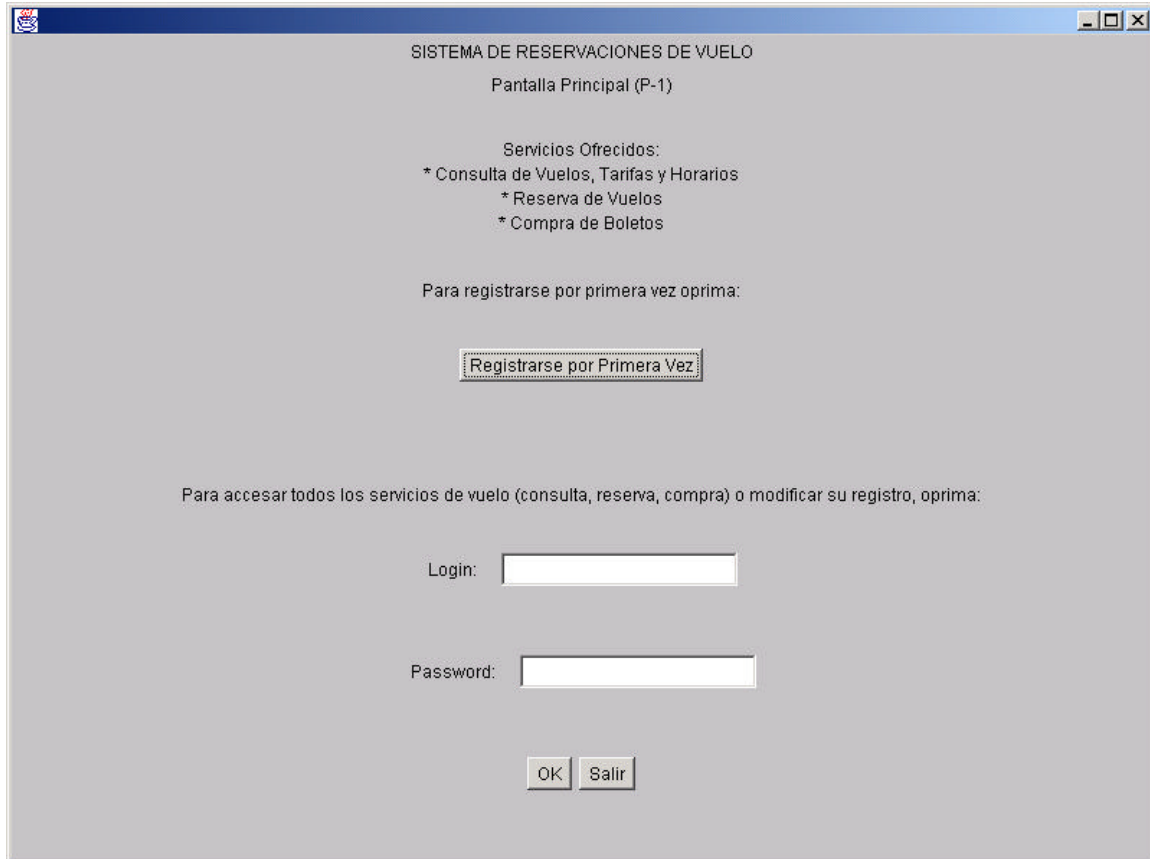 SISTEMA DE RESERVACIONES DE VUELO
Pantalla Principal (P-1)
Servicios Ofrecidos:
* Consulta de Vuelos, Tarifas y Horarios
* Reserva de Vuelos
* Compra de Boletos
Para registrarse por primera vez oprima:
Registrarse por Primera Vez
Para accesar todos los servicios de vuelo (consulta, reserva, compra) o modificar su registro, oprima:
Login:
Password:
OK Salir